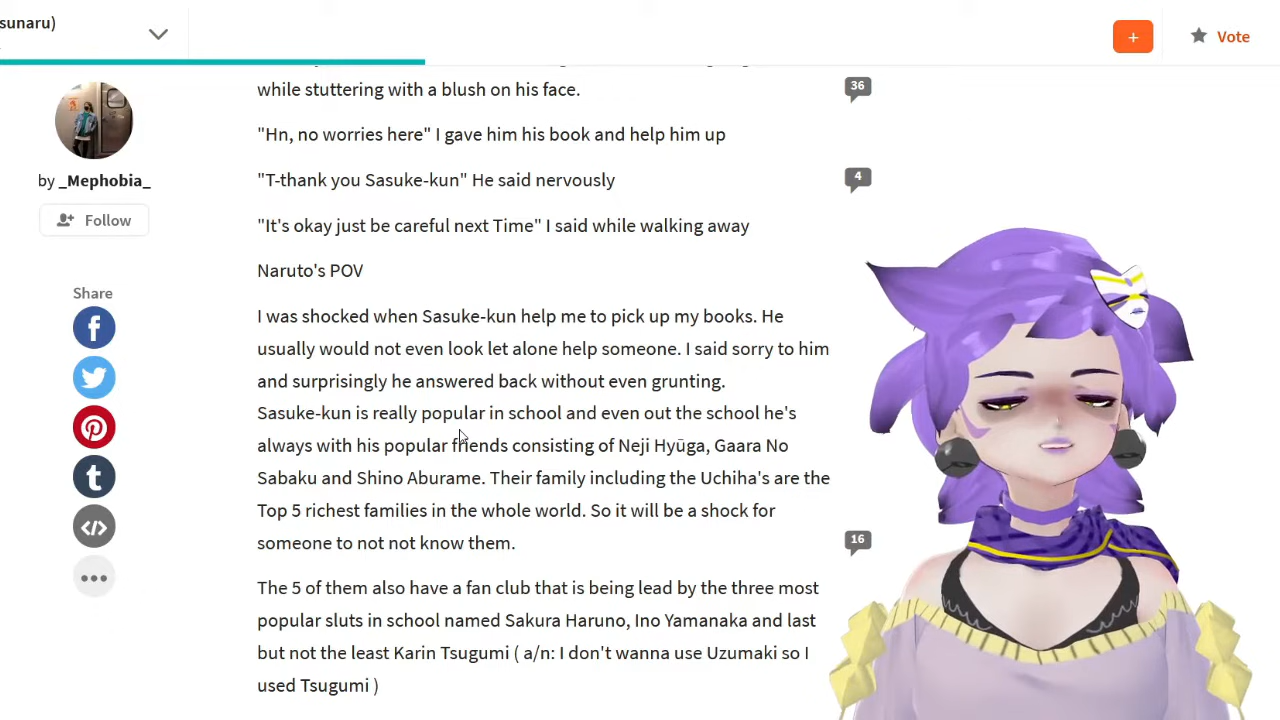 sunaru)
+
Vote
while stuttering with a blush on his face.
36
"Hn, no worries here" I gave him his book and help him up
by _Mephobia_
"T-thank you Sasuke-kun" He said nervously
4
Follow
"It's okay just be careful next Time" I said while walking away
Naruto's POV
Share
I was shocked when Sasuke-kun help me to pick up my books. He
usually would not even look let alone help someone. I said sorry to him
and surprisingly he answered back without even grunting.
Sasuke-kun is really popular in school and even out the school he's
always with his popular friends consisting of Neji Hyūga, Gaara No
Sabaku and Shino Aburame. Their family including the Uchiha's are the
Top 5 richest families in the whole world. So it will be a shock for
someone to not not know them.
16
The 5 of them also have a fan club that is being lead by the three most
popular sluts in school named Sakura Haruno, Ino Yamanaka and last
but not the least Karin Tsugumi ( a/n: I don't wanna use Uzumaki so I
used Tsugumi )